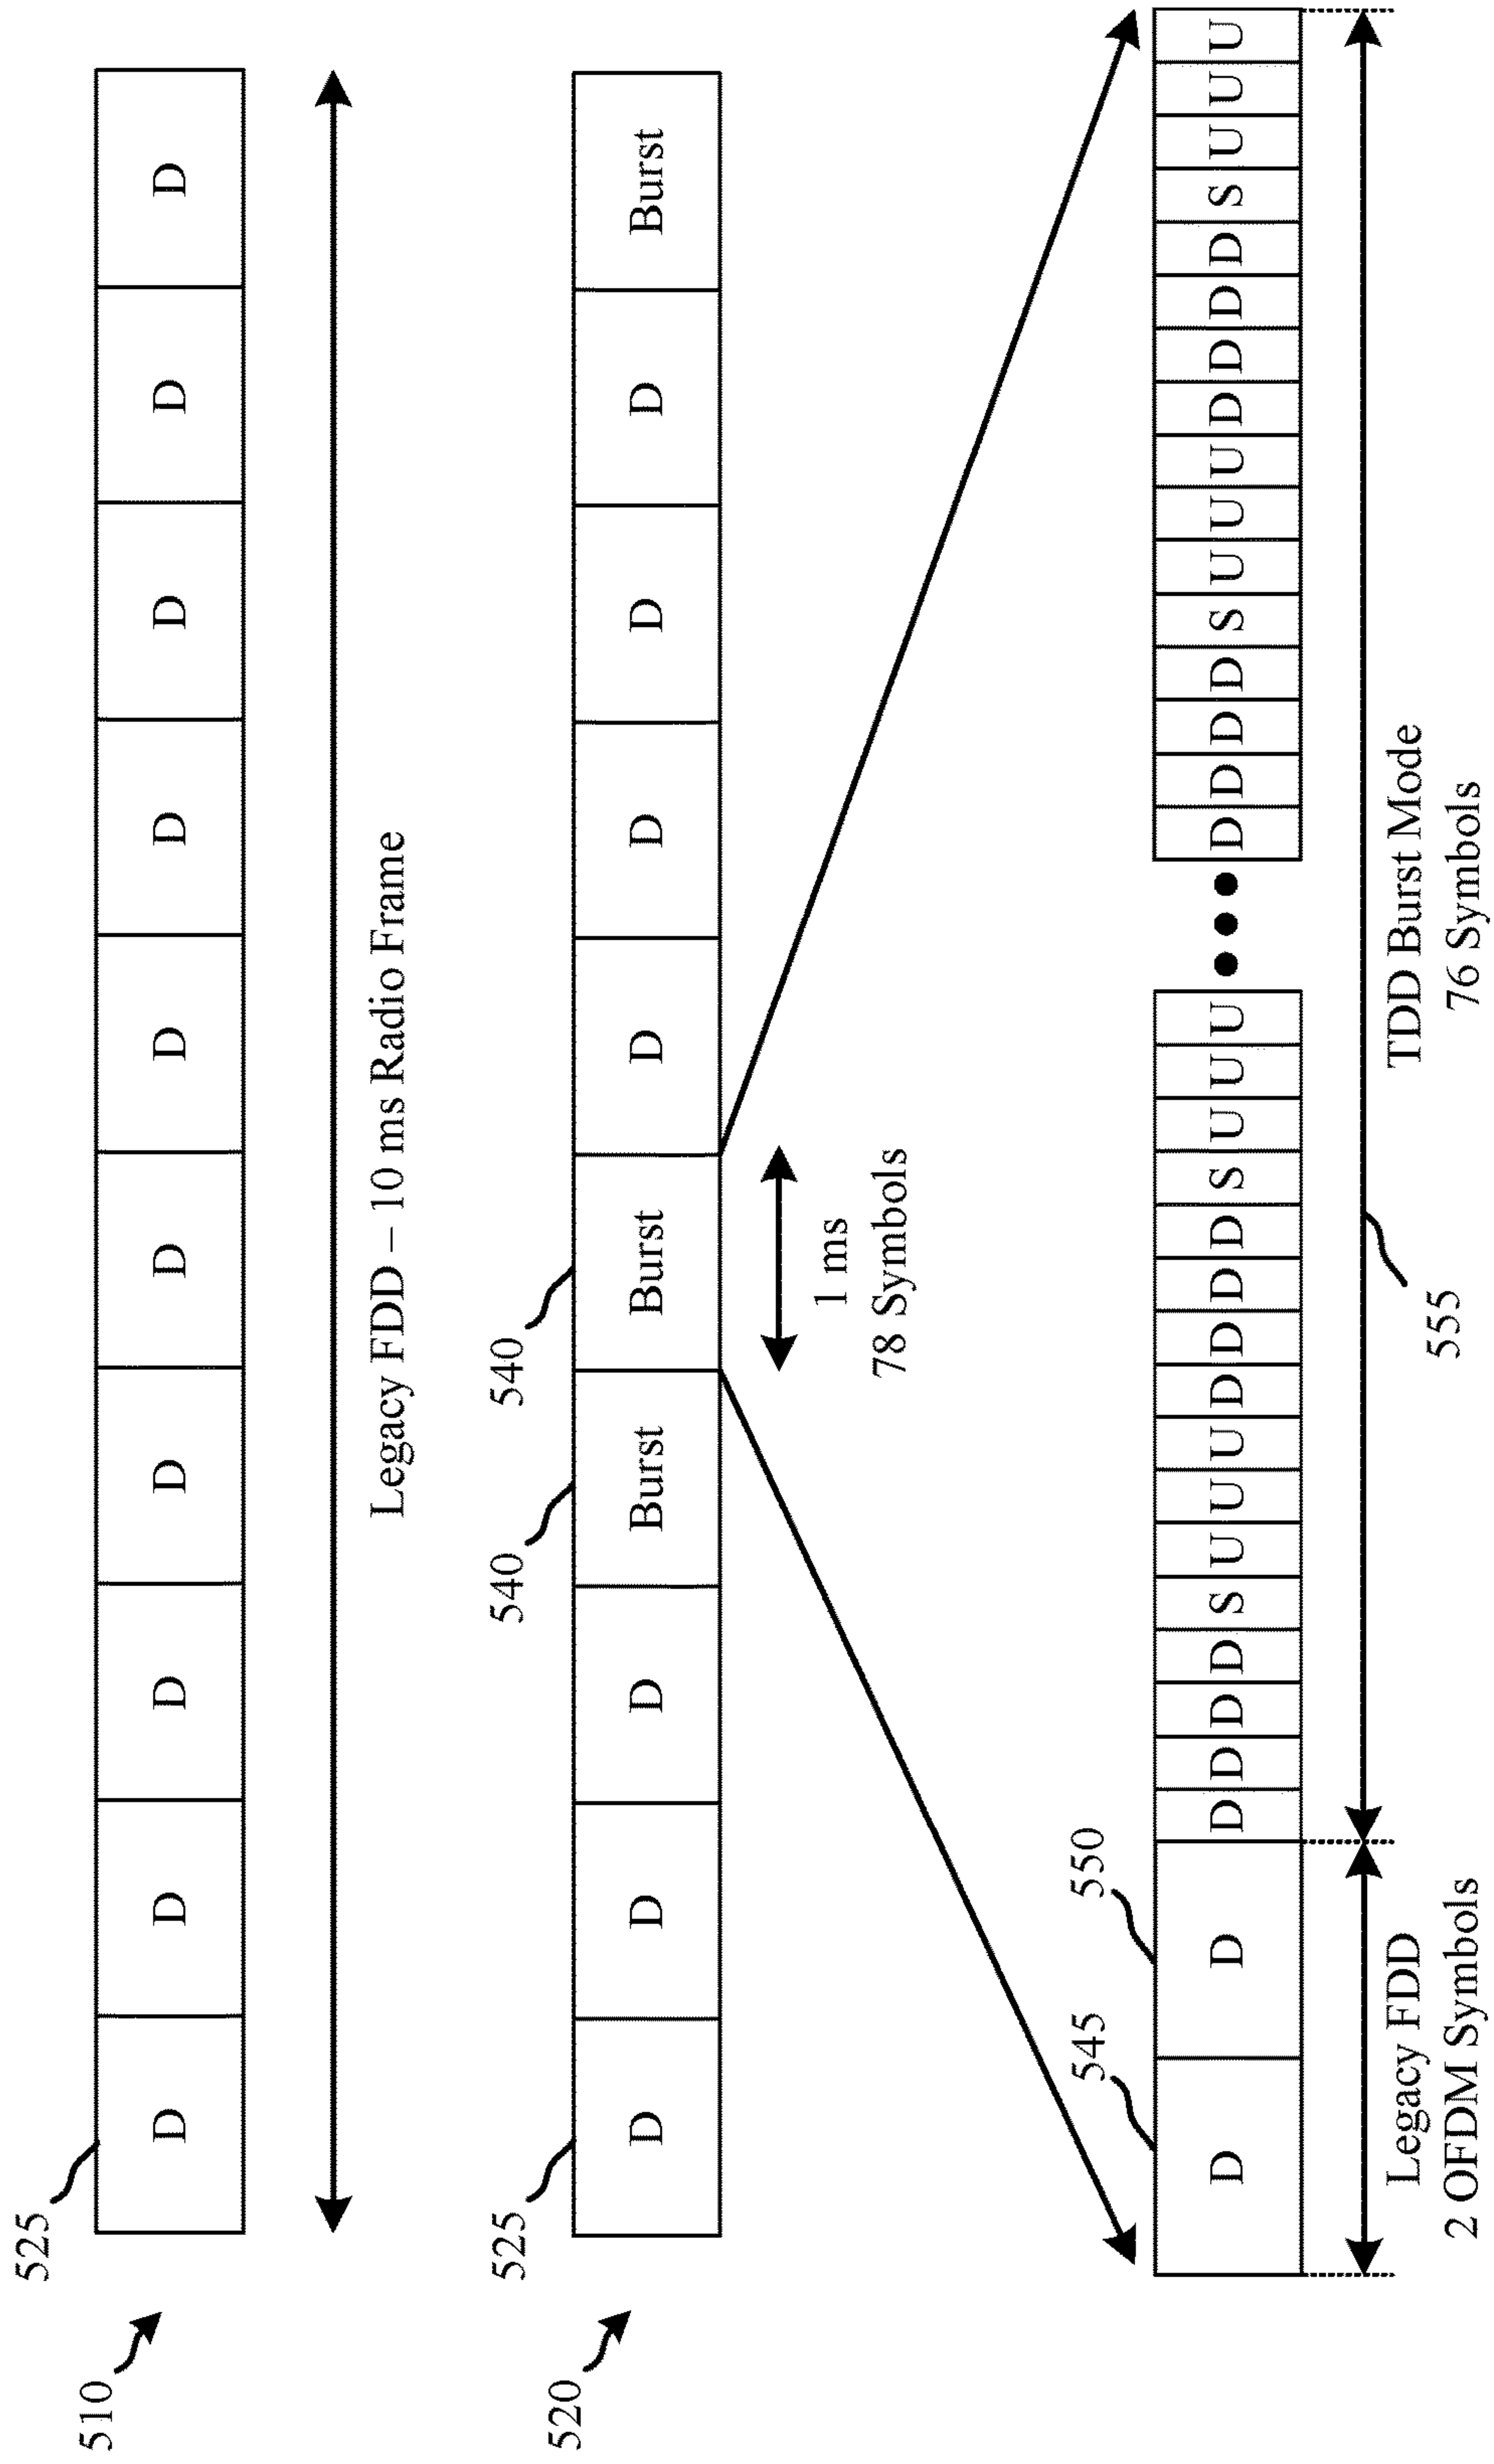 510
525
D D D D D D D D D D
Legacy FDD – 10 ms Radio Frame
520
525
540
540
D D D Burst Burst D D D D Burst
1 ms
78 Symbols
545
550
D D D D D D S U U U D D D D S U U U D D D D S U U U D D D D S U U U
555
Legacy FDD
2 OFDM Symbols
TDD Burst Mode
76 Symbols